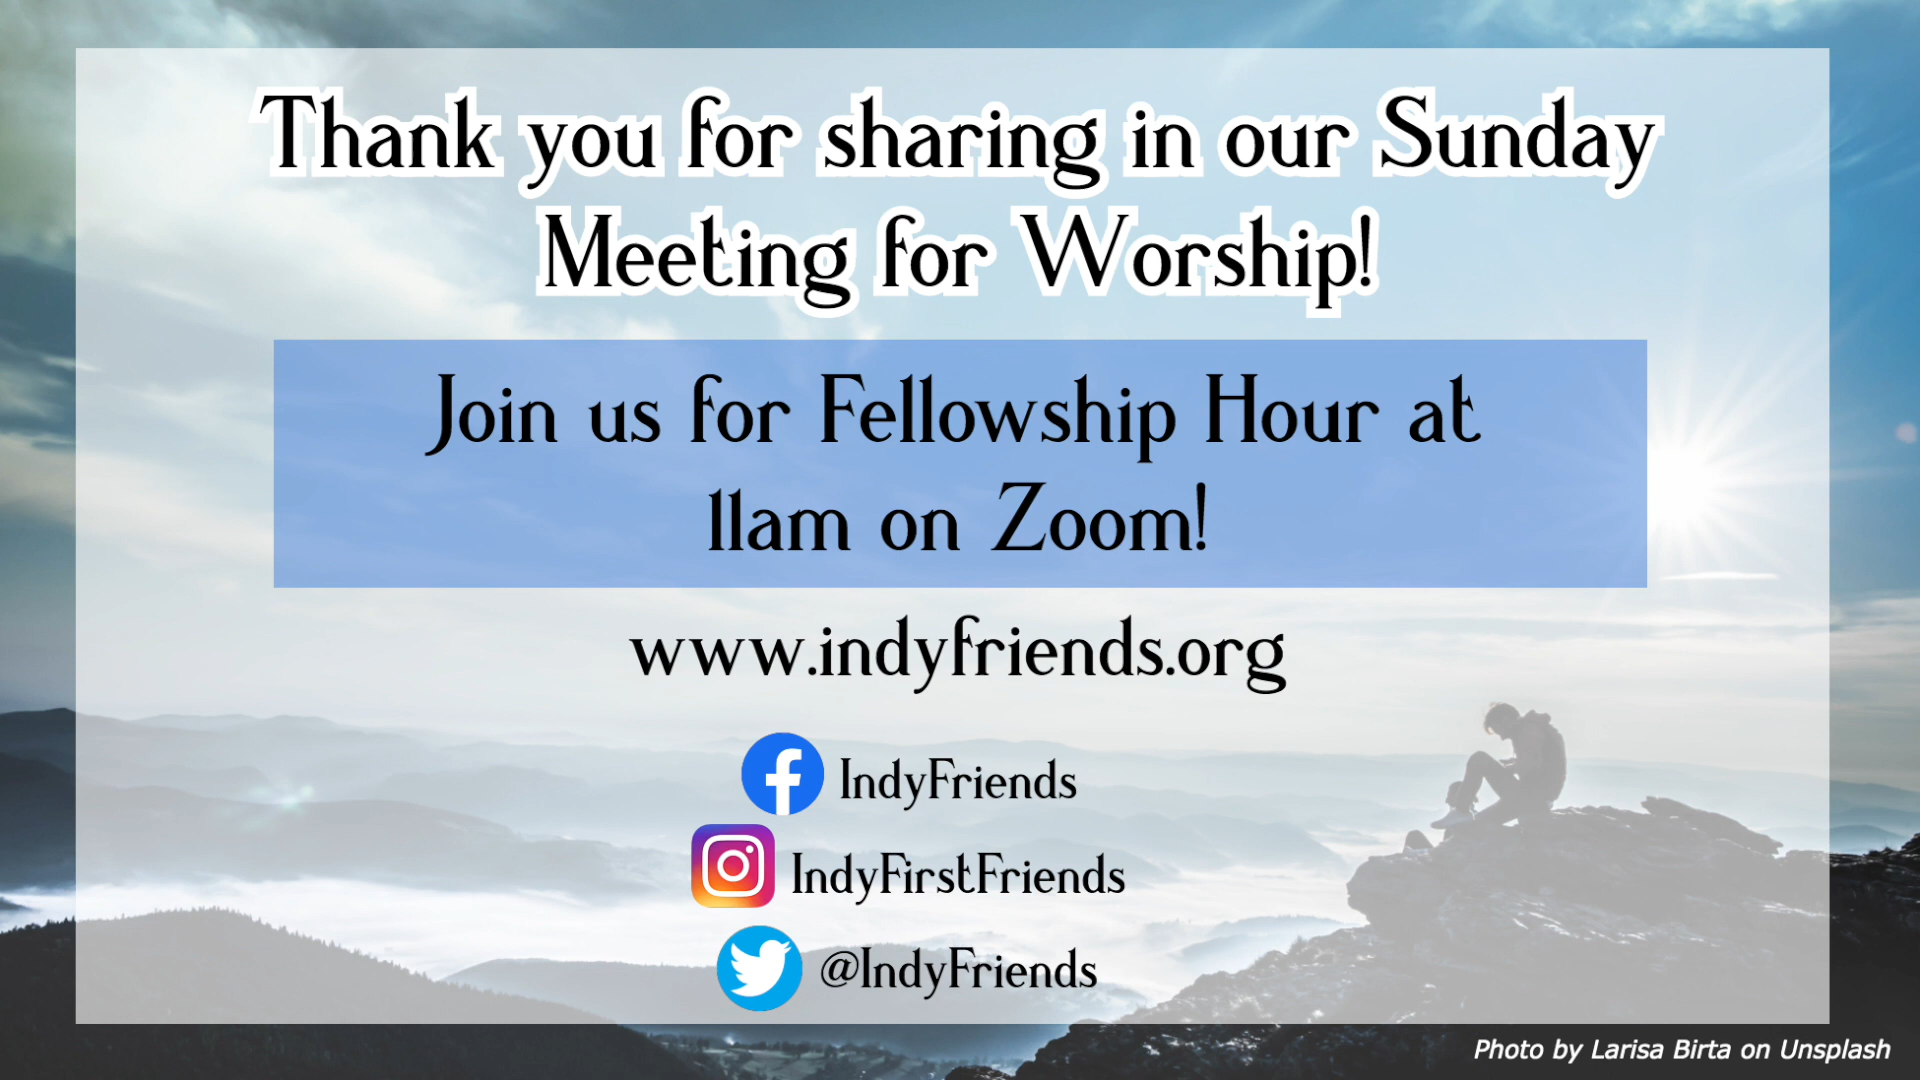 Thank you for sharing in our Sunday
Meeting for Worship!
Join us for Fellowship Hour at
11am on Zoom!
www.indyfriends.org
IndyFriends
IndyFirstFriends
@IndyFriends
Photo by Larisa Birta on Unsplash